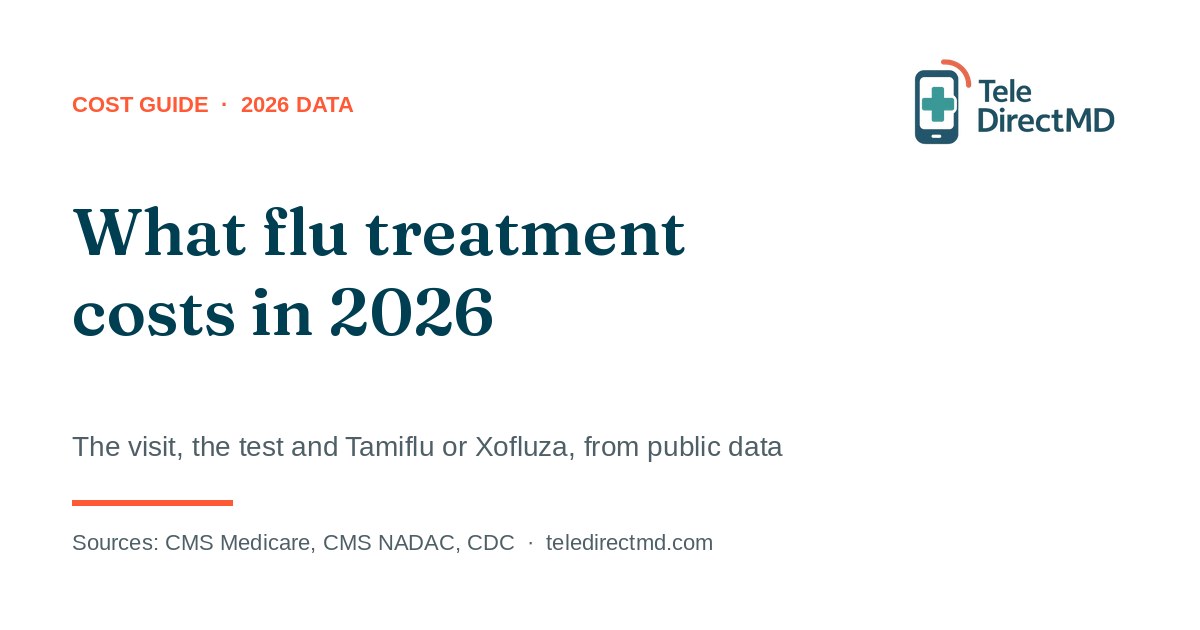 COST GUIDE · 2026 DATA
Tele
DirectMD
What flu treatment
costs in 2026
The visit, the test and Tamiflu or Xofluza, from public data
Sources: CMS Medicare, CMS NADAC, CDC · teledirectmd.com